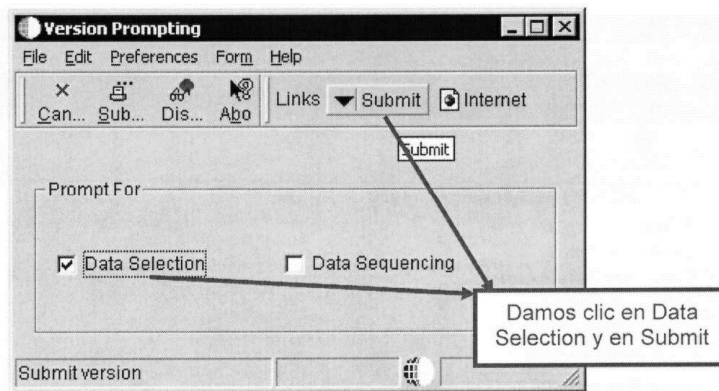 Version Prompting
File Edit Preferences Form Help
Can... Sub... Dis... Abo Links Submit Internet
Submit
Prompt For
Data Selection Data Sequencing
Damos clic en Data
Selection y en Submit
Submit version